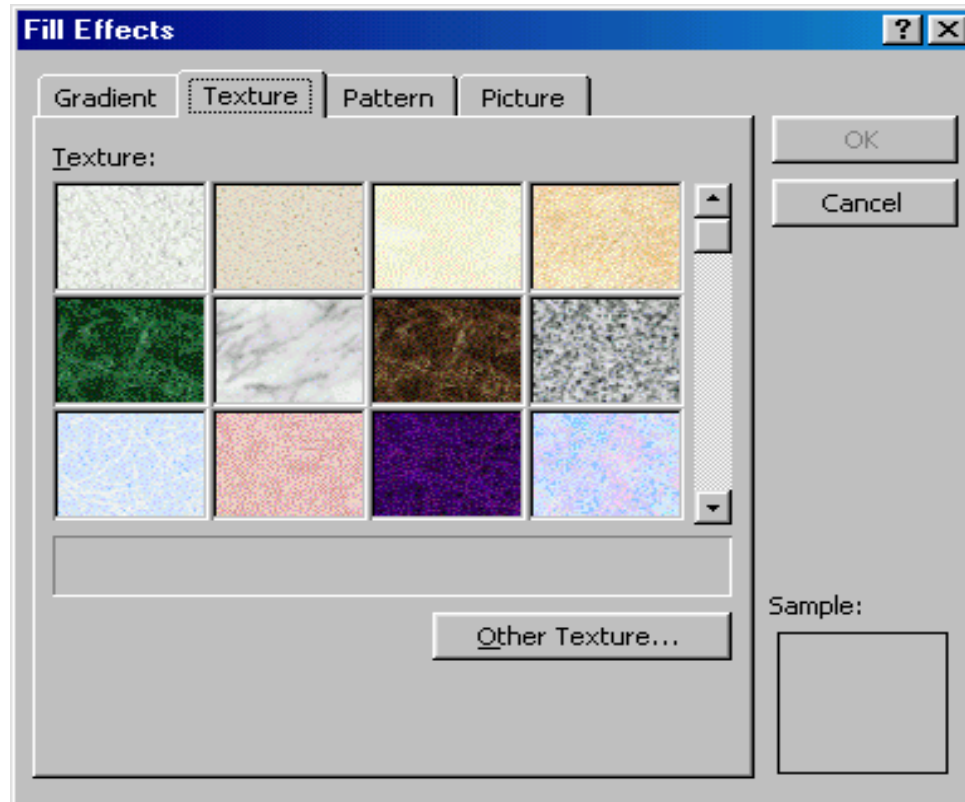 Fill Effects
Gradient Texture Pattern Picture
Texture:
OK
Cancel
Other Texture...
Sample: